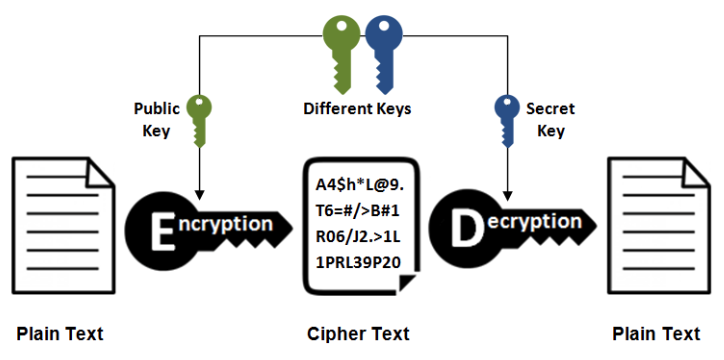 Public
Key
Different Keys
Secret
Key
Encryption
A4$h*L@9.
T6=#/>B#1
R06/J2.>1L
1PRL39P20
Decryption
Plain Text
Cipher Text
Plain Text